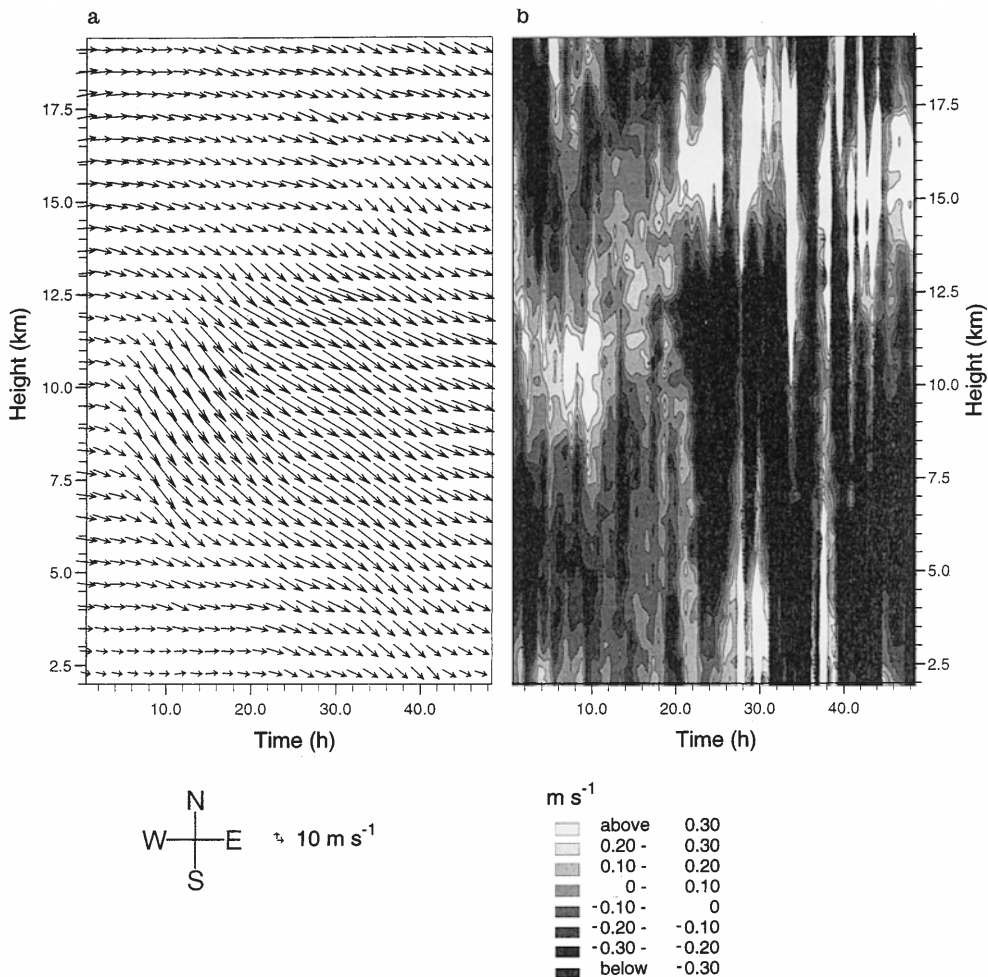 a
b
17.5
15.0
12.5
10.0
7.5
5.0
2.5
Height (km)
10.0
20.0
30.0
40.0
Time (h)
17.5
15.0
12.5
10.0
7.5
5.0
2.5
Height (km)
10.0
20.0
30.0
40.0
Time (h)
N
W E
S
10 m s⁻¹
m s⁻¹
above 0.30
0.20 - 0.30
0.10 - 0.20
0 - 0.10
-0.10 - 0
-0.20 - -0.10
-0.30 - -0.20
below -0.30